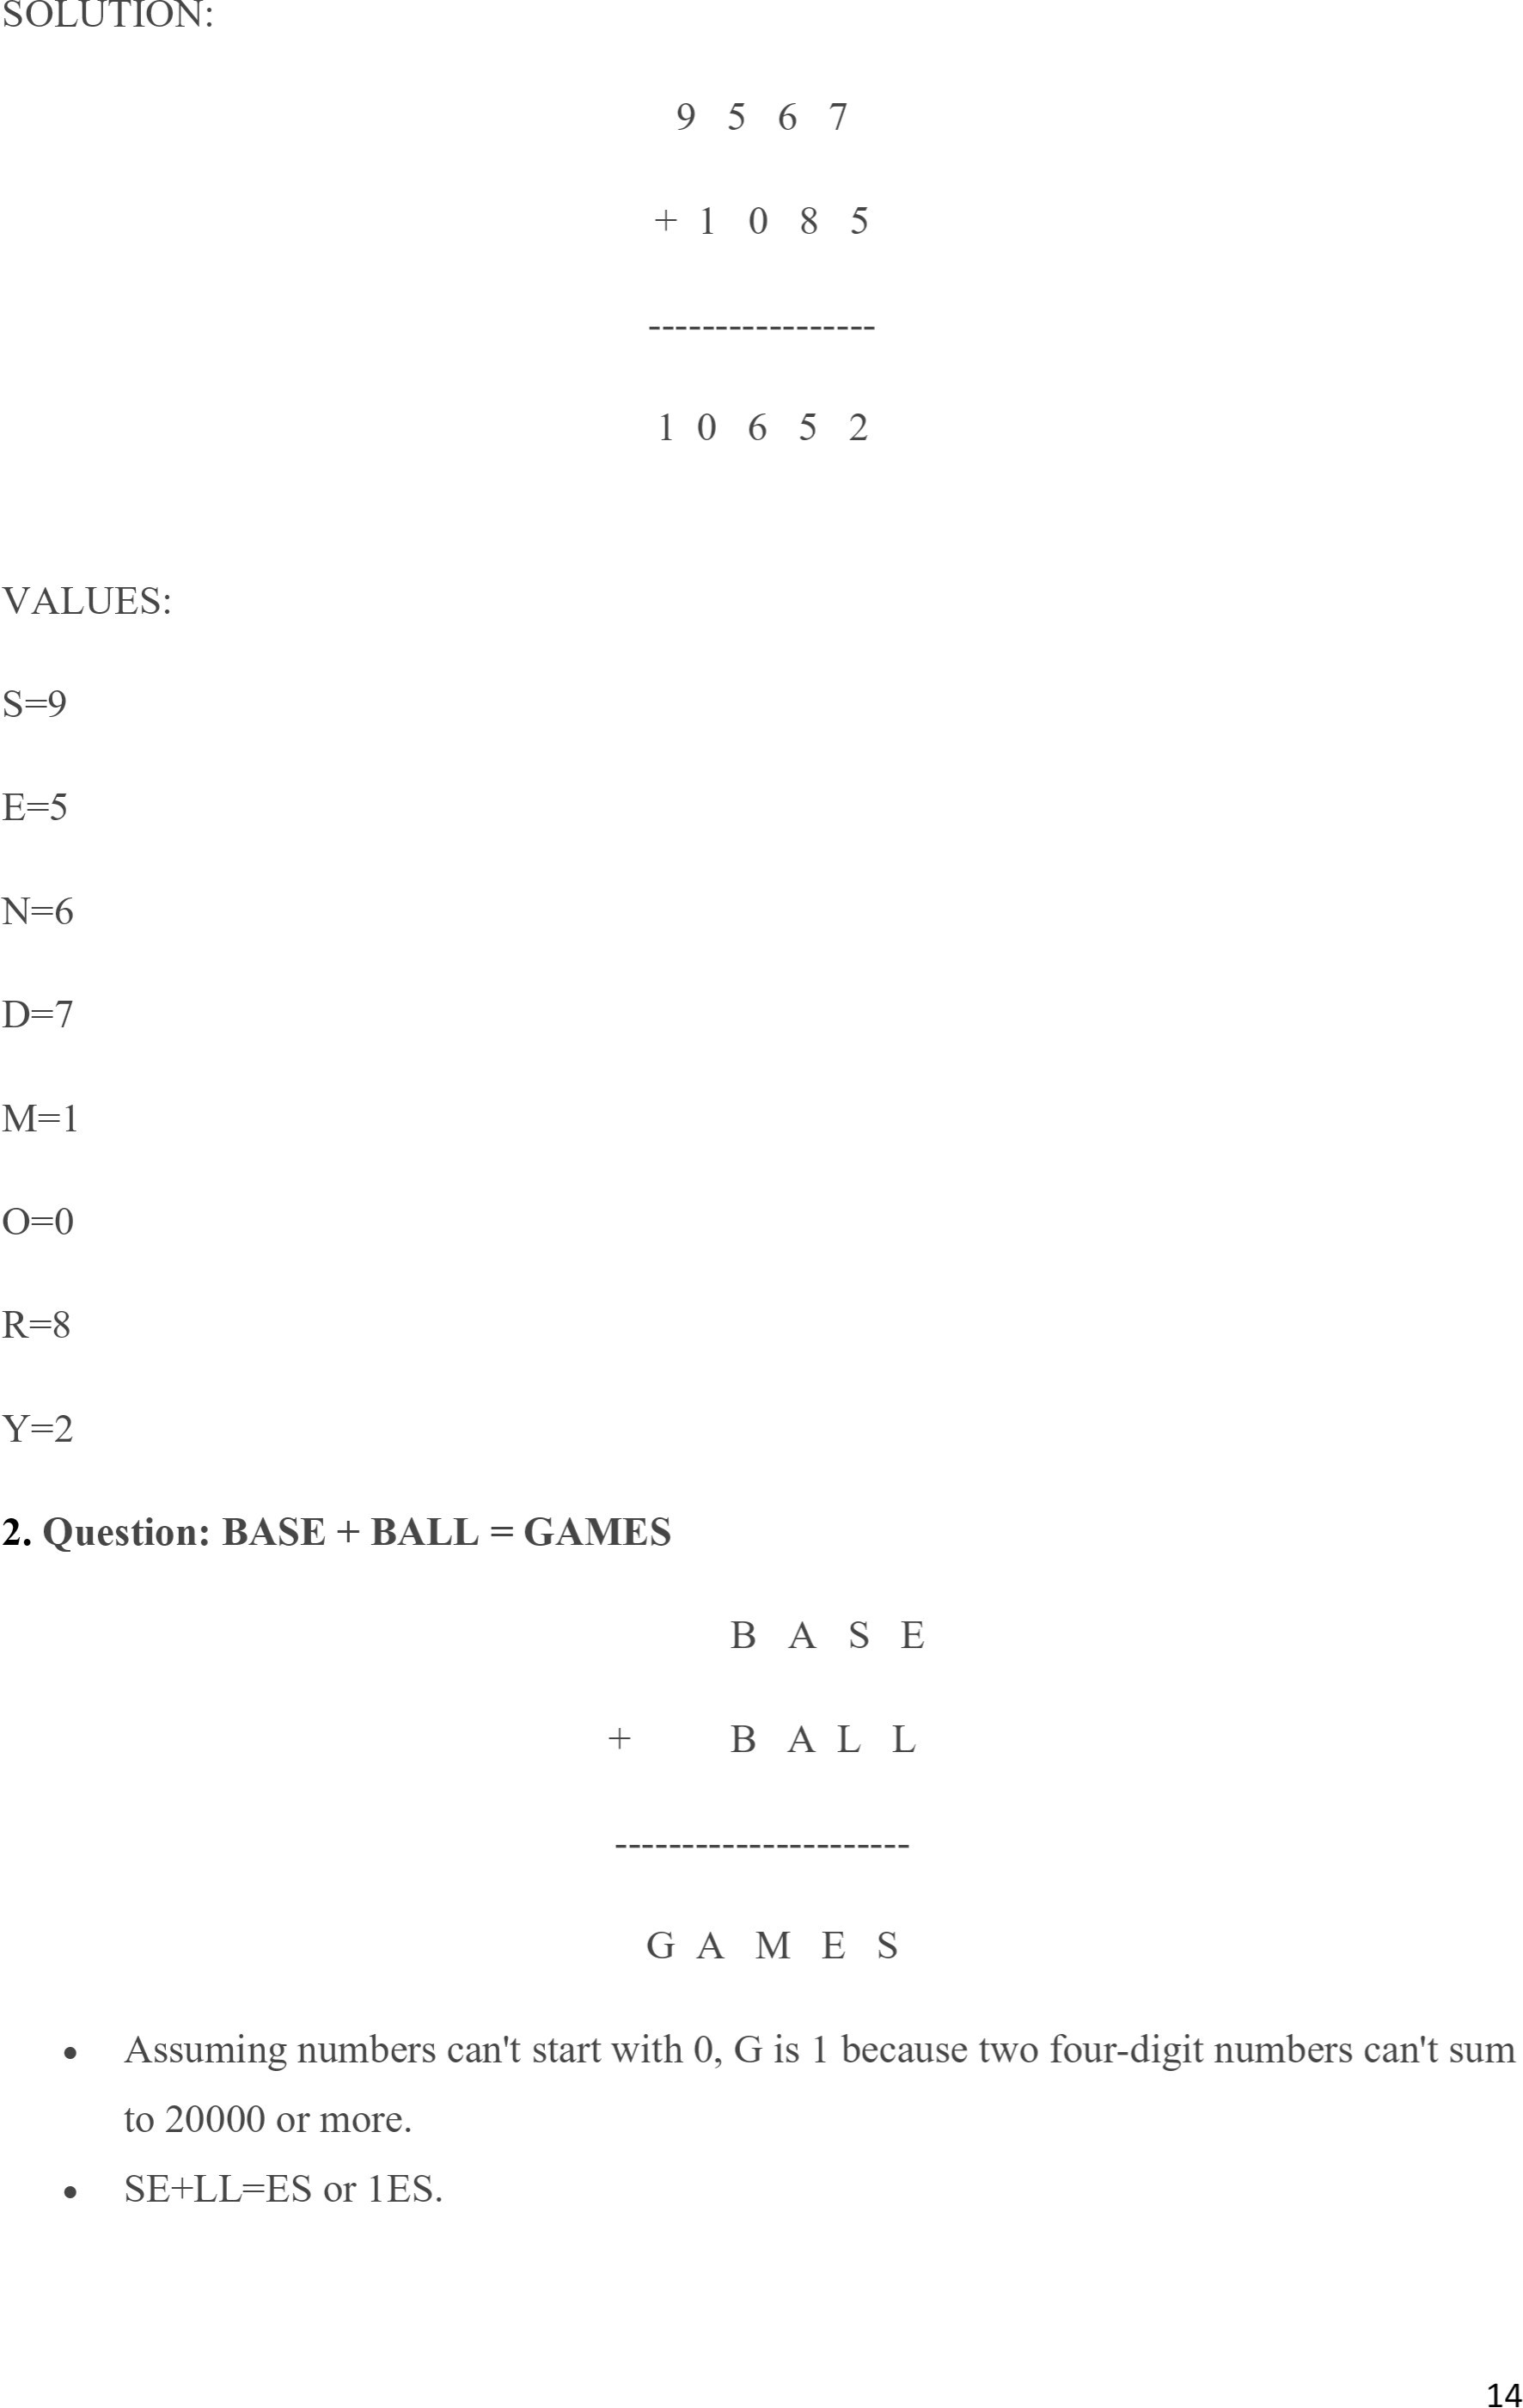 SOLUTION:
9 5 6 7
+ 1 0 8 5
-----------------
1 0 6 5 2
VALUES:
S=9
E=5
N=6
D=7
M=1
O=0
R=8
Y=2
2. Question: BASE + BALL = GAMES
B A S E
+ B A L L
----------------------
G A M E S
• Assuming numbers can't start with 0, G is 1 because two four-digit numbers can't sum
to 20000 or more.
• SE+LL=ES or 1ES.
14